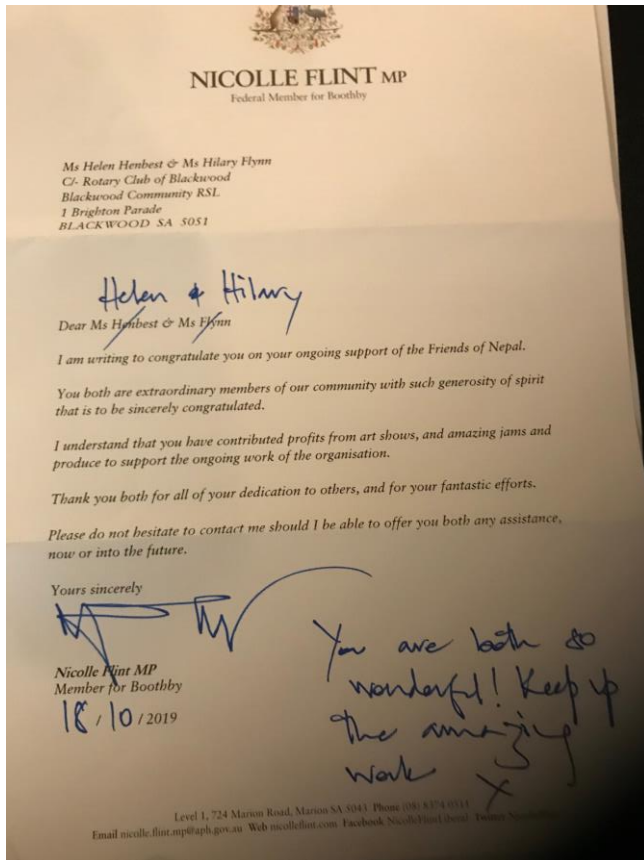 NICOLLE FLINT MP
Federal Member for Boothby
Ms Helen Henbest & Ms Hilary Flynn
C/- Rotary Club of Blackwood
Blackwood Community RSL
1 Brighton Parade
BLACKWOOD SA 5051
Helen & Hilary
Dear Ms Henbest & Ms Flynn
I am writing to congratulate you on your ongoing support of the Friends of Nepal.
You both are extraordinary members of our community with such generosity of spirit
that is to be sincerely congratulated.
I understand that you have contributed profits from art shows, and amazing jams and
produce to support the ongoing work of the organisation.
Thank you both for all of your dedication to others, and for your fantastic efforts.
Please do not hesitate to contact me should I be able to offer you both any assistance,
now or into the future.
Yours sincerely
Nicolle Flint MP
Member for Boothby
18/10/2019
You are both so
wonderful! Keep up
the amazing
work X
Level 1, 724 Marion Road, Marion SA 5043 Phone (08) 8374 0511
Email nicolle.flint.mp@aph.gov.au Web nicolleflint.com Facebook NicolleFlintLiberal Twitter